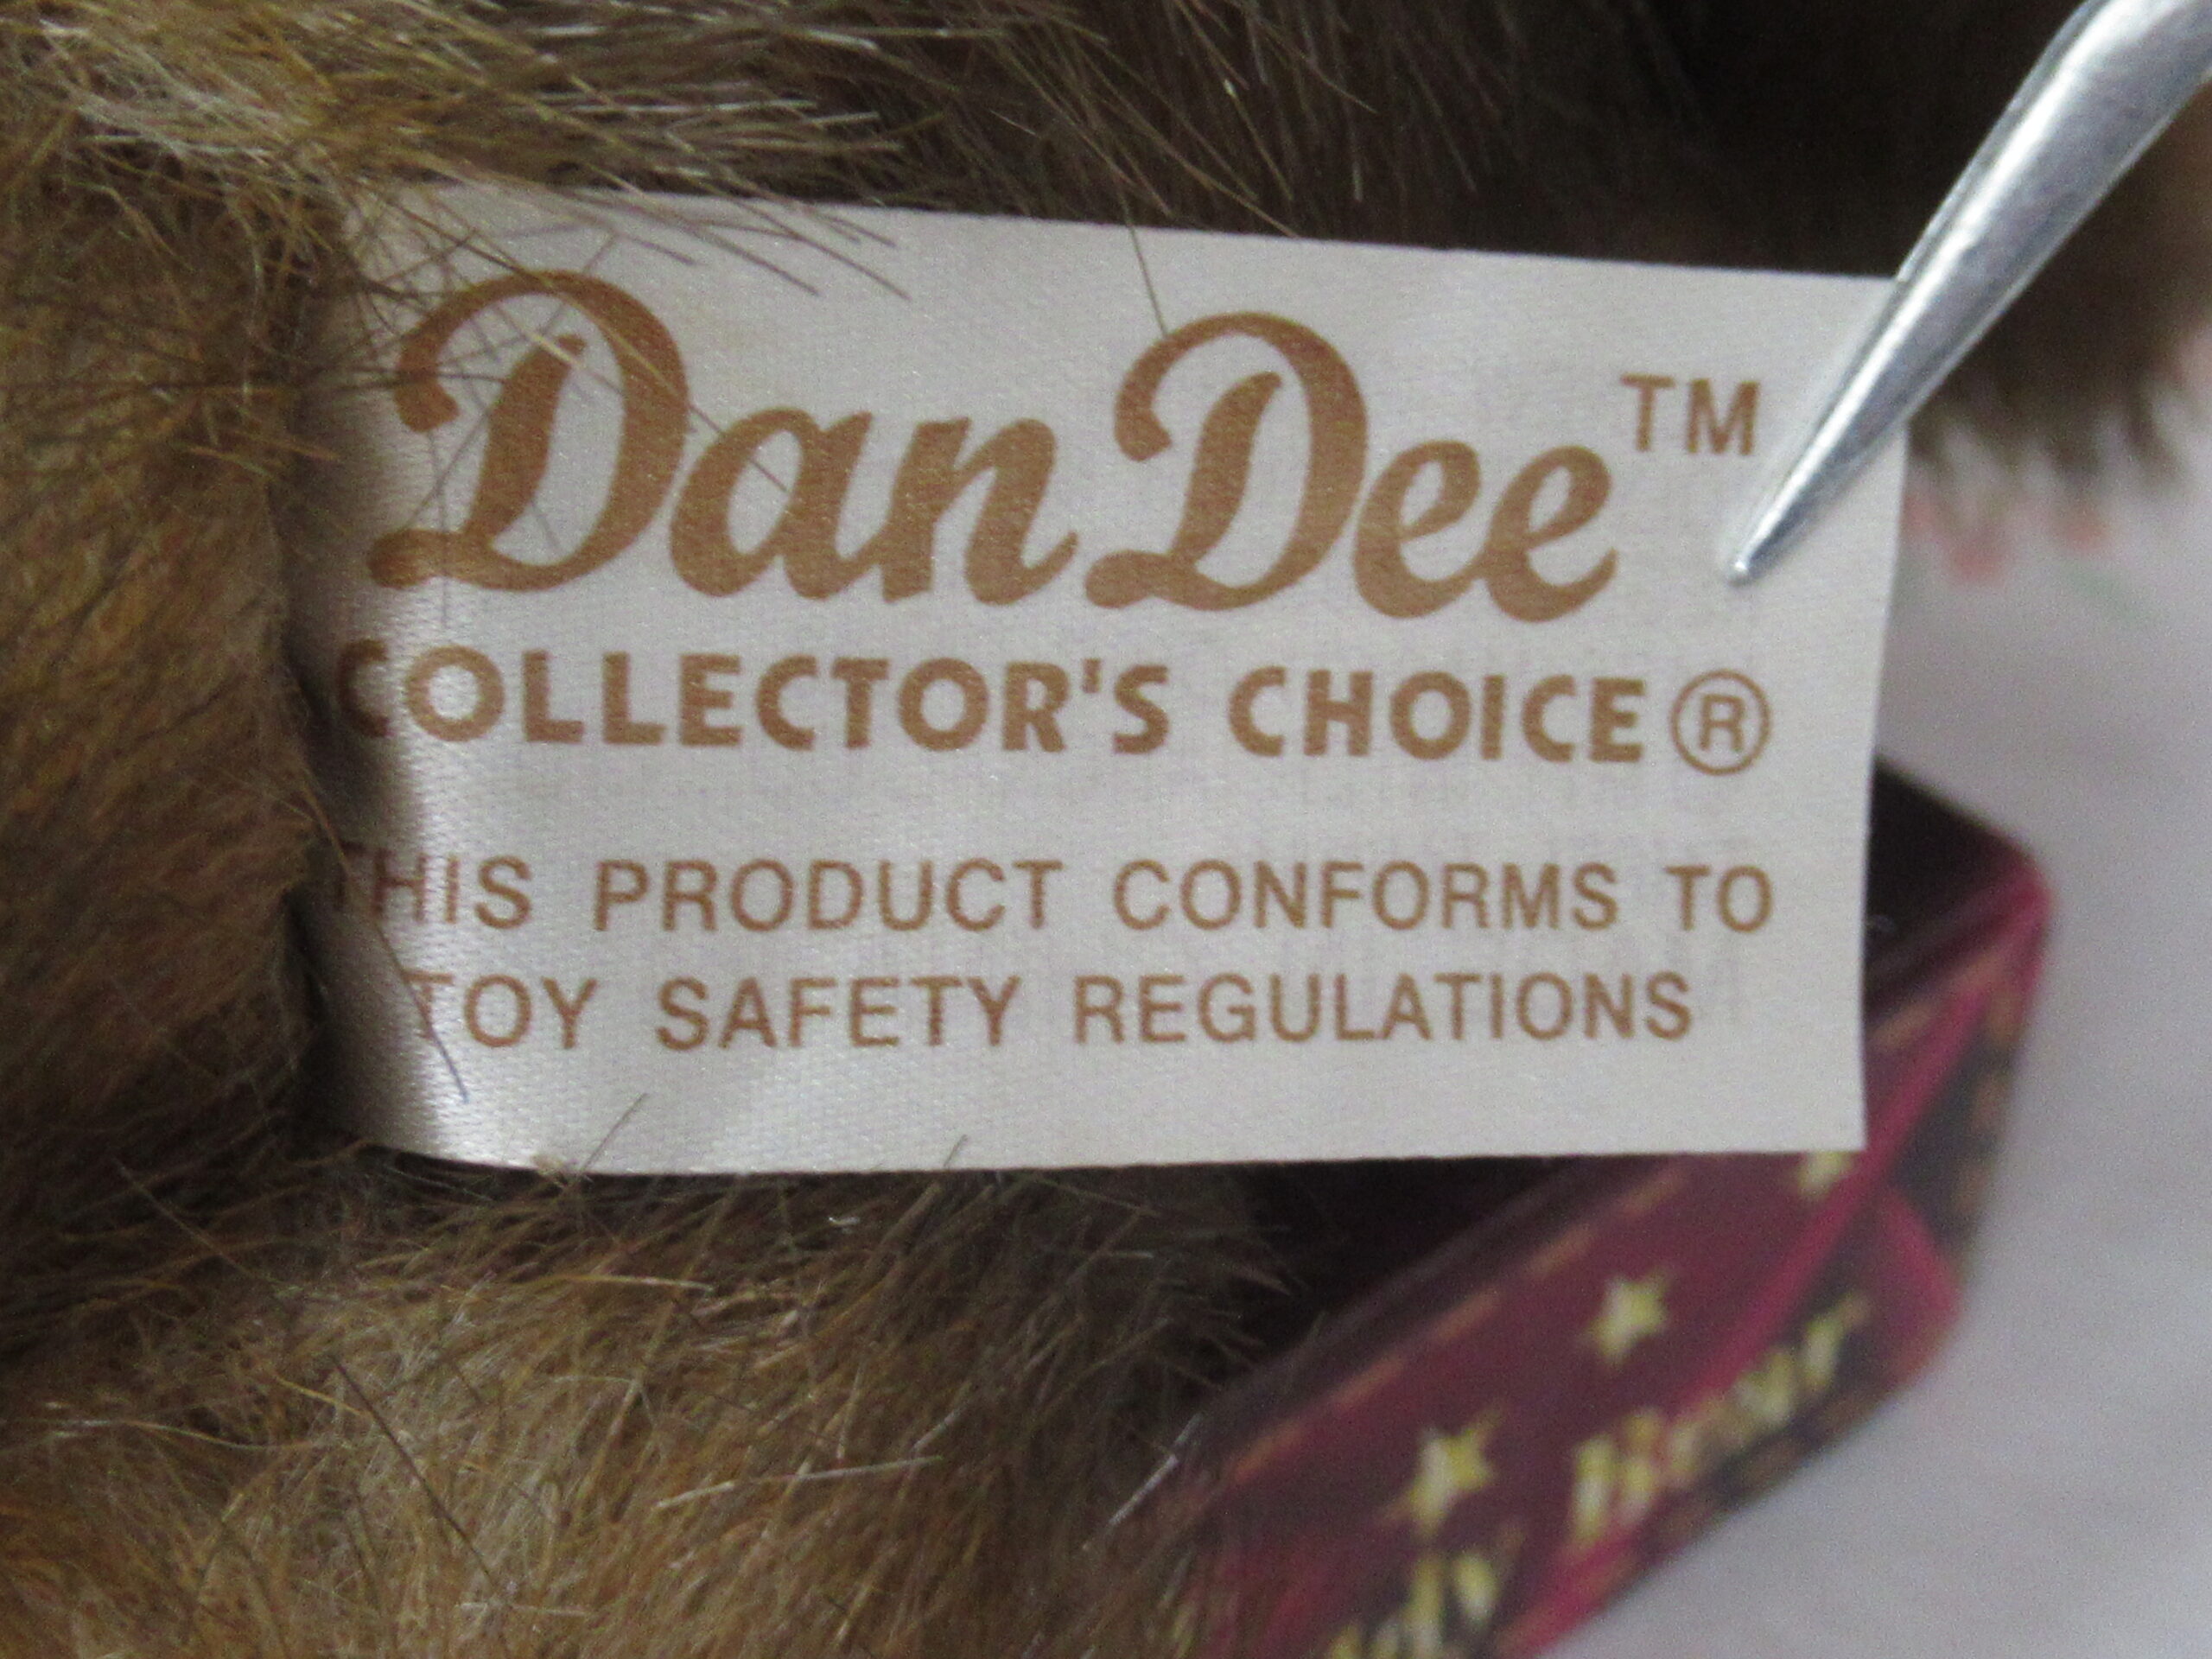 Dan Dee™
COLLECTOR'S CHOICE®
THIS PRODUCT CONFORMS TO
TOY SAFETY REGULATIONS